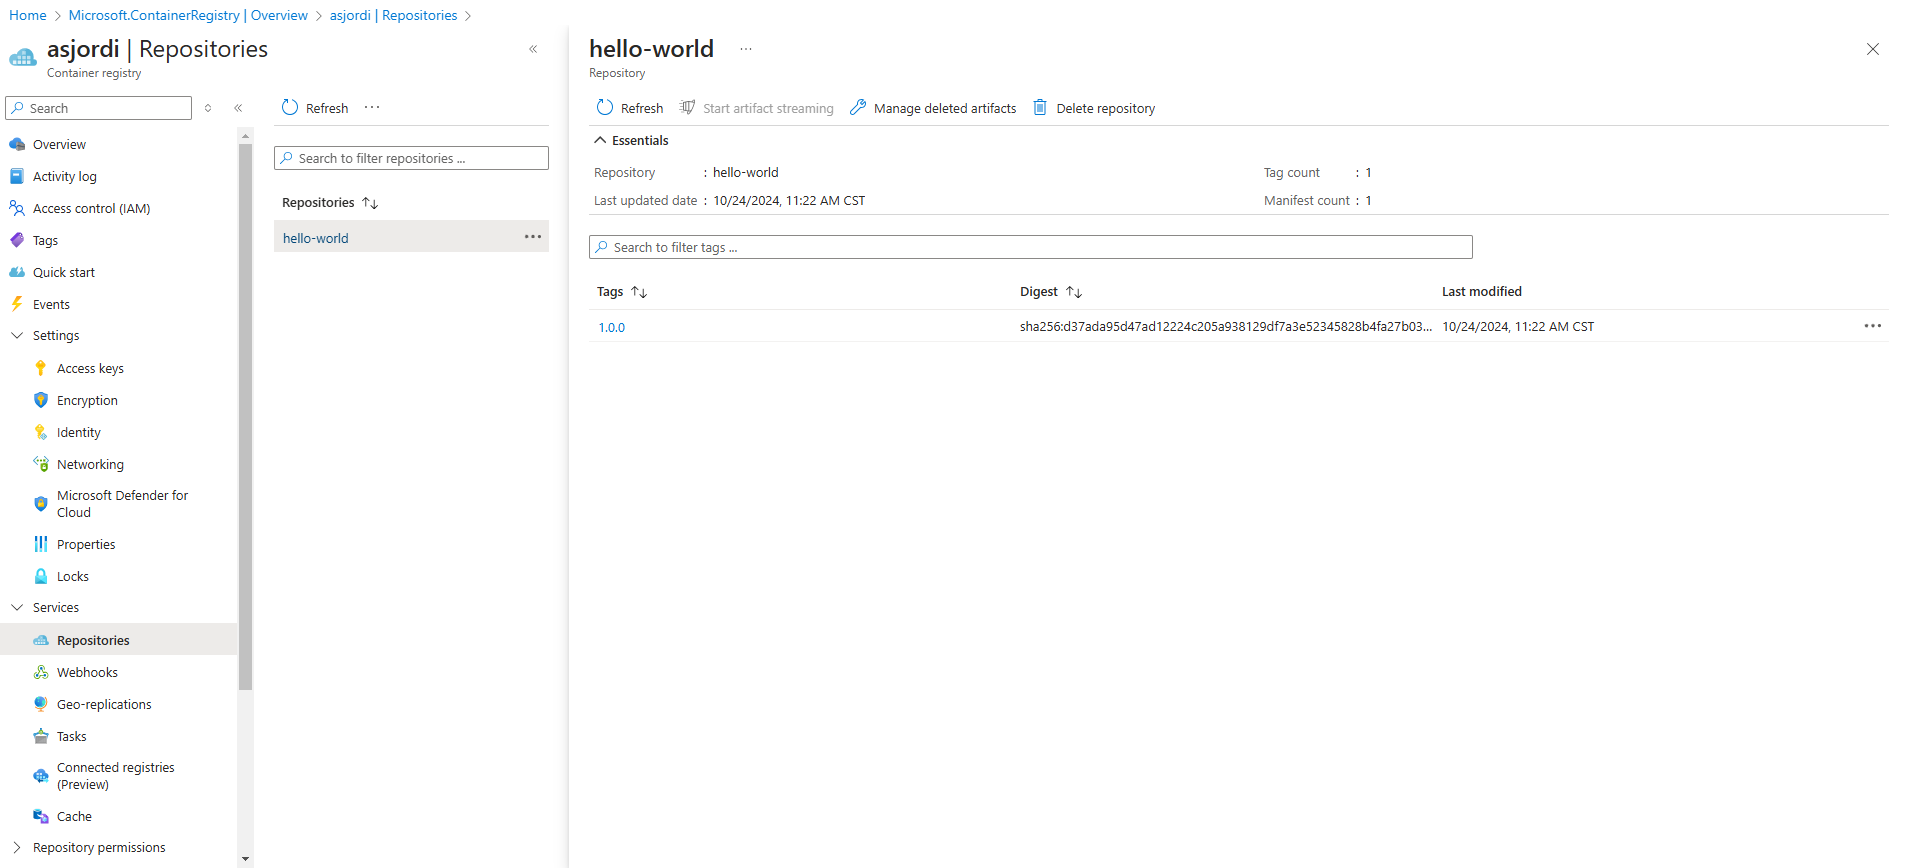 Home > Microsoft.ContainerRegistry | Overview > asjordi | Repositories >
asjordi | Repositories
Container registry
Search
Overview
Activity log
Access control (IAM)
Tags
Quick start
Events
Settings
Access keys
Encryption
Identity
Networking
Microsoft Defender for
Cloud
Properties
Locks
Services
Repositories
Webhooks
Geo-replications
Tasks
Connected registries
(Preview)
Cache
Repository permissions
Refresh ...
Search to filter repositories ...
Repositories
hello-world ...
hello-world ...
Repository
Refresh Start artifact streaming Manage deleted artifacts Delete repository
Essentials
Repository : hello-world Tag count : 1
Last updated date : 10/24/2024, 11:22 AM CST Manifest count : 1
Search to filter tags ...
Tags Digest Last modified
1.0.0 sha256:d37ada95d47ad12224c205a938129df7a3e52345828b4fa27b03... 10/24/2024, 11:22 AM CST ...